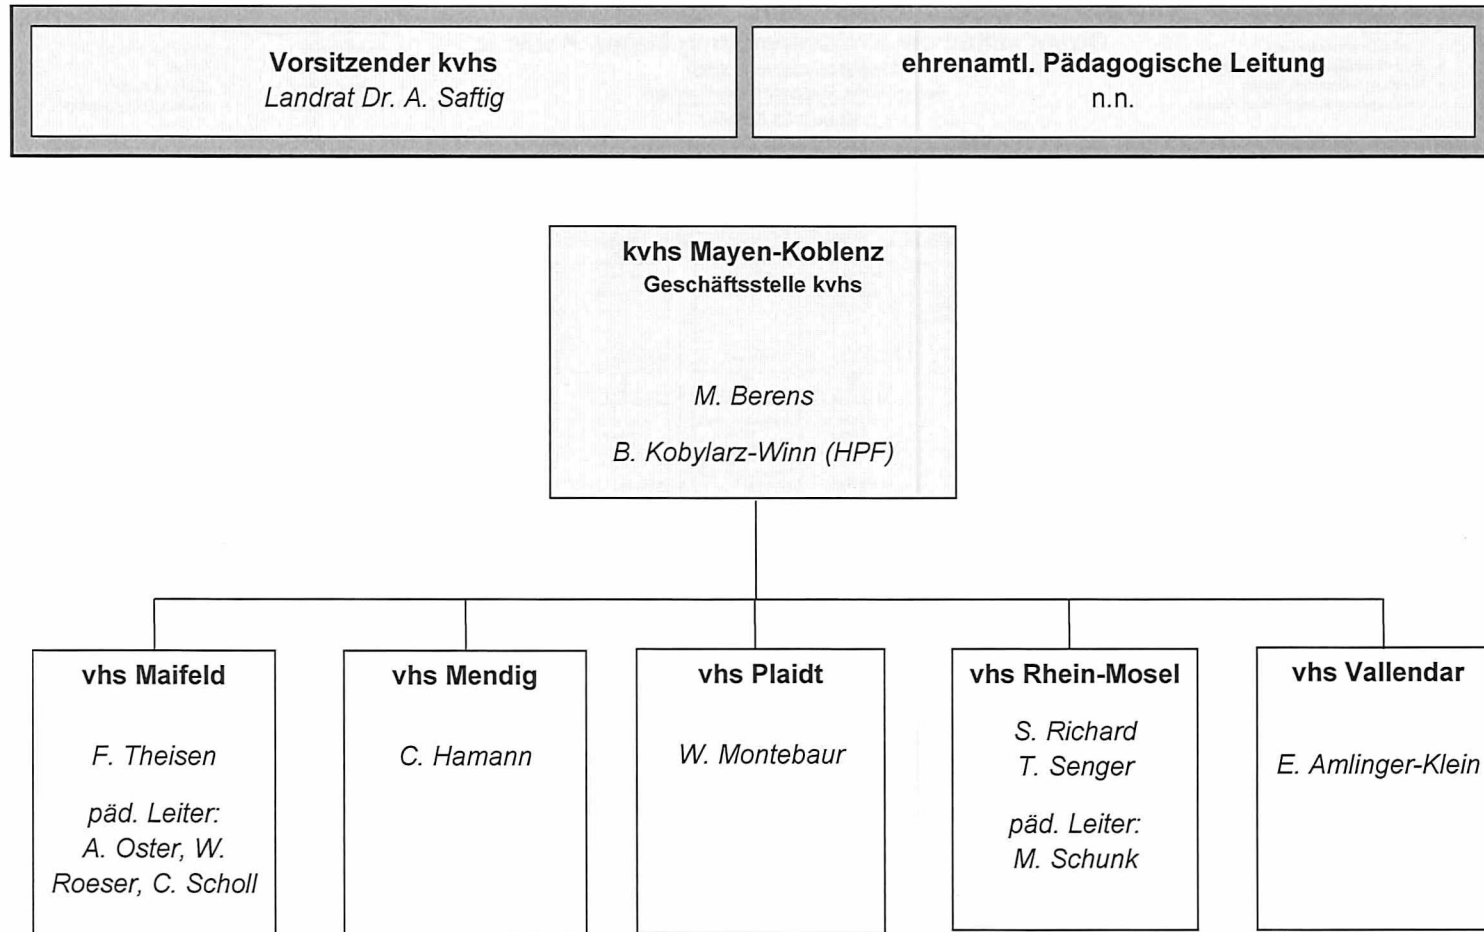 Vorsitzender kvhs
Landrat Dr. A. Saftig
ehrenamtl. Pädagogische Leitung
n.n.
kvhs Mayen-Koblenz
Geschäftsstelle kvhs
M. Berens
B. Kobylarz-Winn (HPF)
vhs Maifeld
F. Theisen
päd. Leiter:
A. Oster, W.
Roeser, C. Scholl
vhs Mendig
C. Hamann
vhs Plaidt
W. Montebaur
vhs Rhein-Mosel
S. Richard
T. Senger
päd. Leiter:
M. Schunk
vhs Vallendar
E. Amlinger-Klein